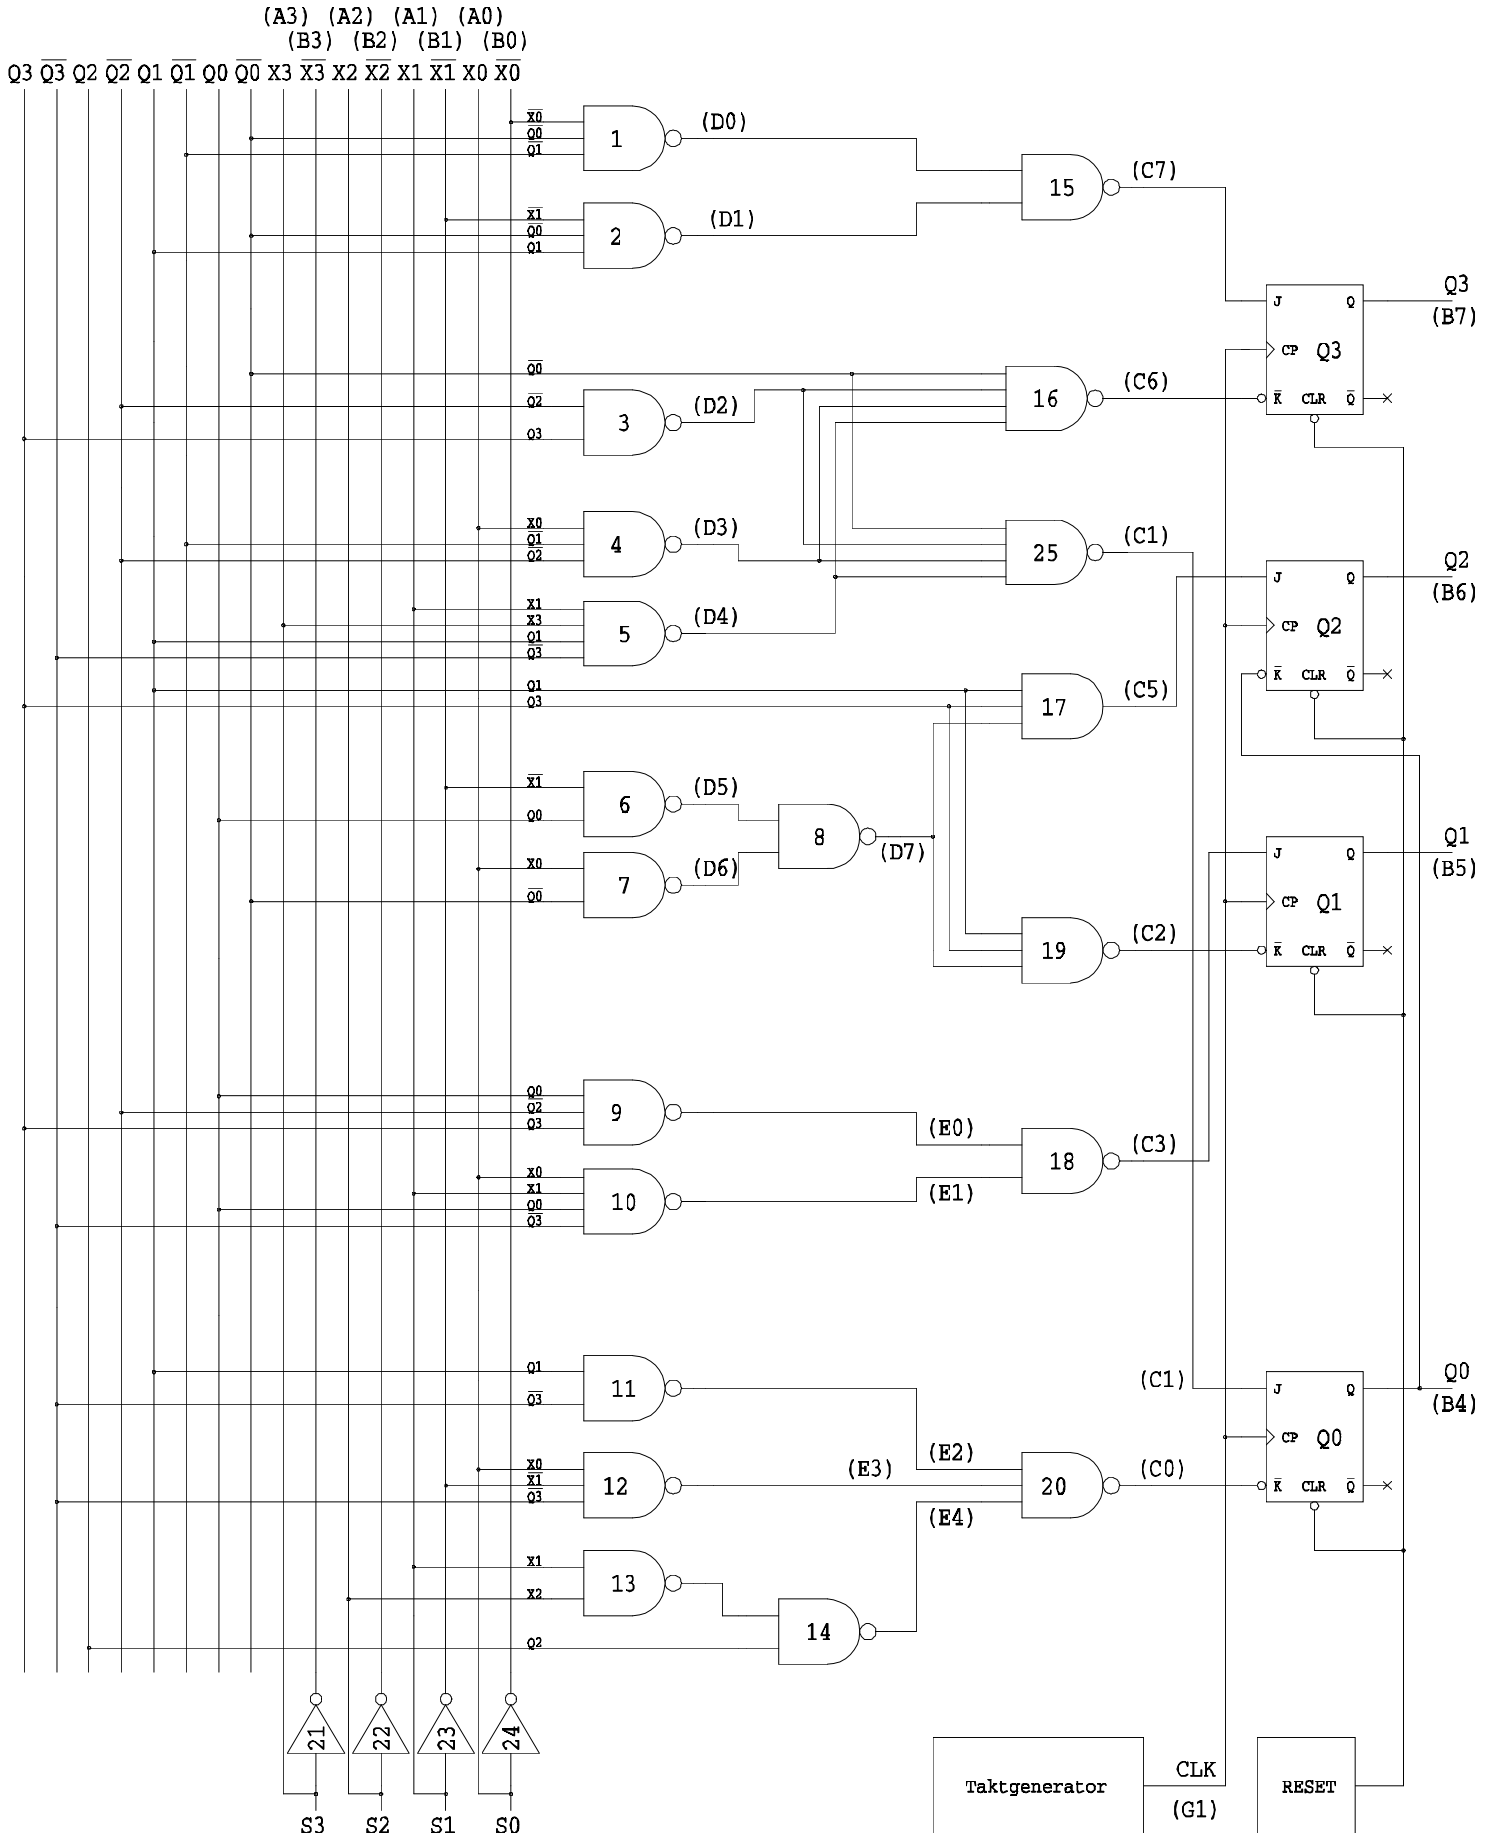 (A3) (A2) (A1) (A0)
(B3) (B2) (B1) (B0)
Q3 Q̅3̅ Q2 Q̅2̅ Q1 Q̅1̅ Q0 Q̅0̅ X3 X̅3̅ X2 X̅2̅ X1 X̅1̅ X0 X̅0̅
X̅0̅
Q̅0̅
Q̅1̅
1
(D0)
15
(C7)
X̅1̅
Q̅0̅
Q1
2
(D1)
J Q
CP Q3
K̅ CLR Q̅
Q3
(B7)
Q̅0̅
Q̅2̅
Q3
3
(D2)
16
(C6)
X0
Q̅1̅
Q̅2̅
4
(D3)
25
(C1)
X1
X3
Q1
Q̅3̅
5
(D4)
J Q
CP Q2
K̅ CLR Q̅
Q2
(B6)
Q1
Q3
17
(C5)
X̅1̅
Q0
6
(D5)
8
(D7)
X0
Q̅0̅
7
(D6)
19
(C2)
J Q
CP Q1
K̅ CLR Q̅
Q1
(B5)
Q0
Q̅2̅
Q3
9
(E0)
18
(C3)
X0
X1
Q0
Q̅3̅
10
(E1)
Q1
Q̅3̅
11
(E2)
(C1)
J Q
CP Q0
K̅ CLR Q̅
Q0
(B4)
X0
X̅1̅
Q̅3̅
12
(E3)
20
(C0)
(E4)
X1
X2
13
Q2
14
21 22 23 24
S3 S2 S1 S0
Taktgenerator
CLK
(G1)
RESET